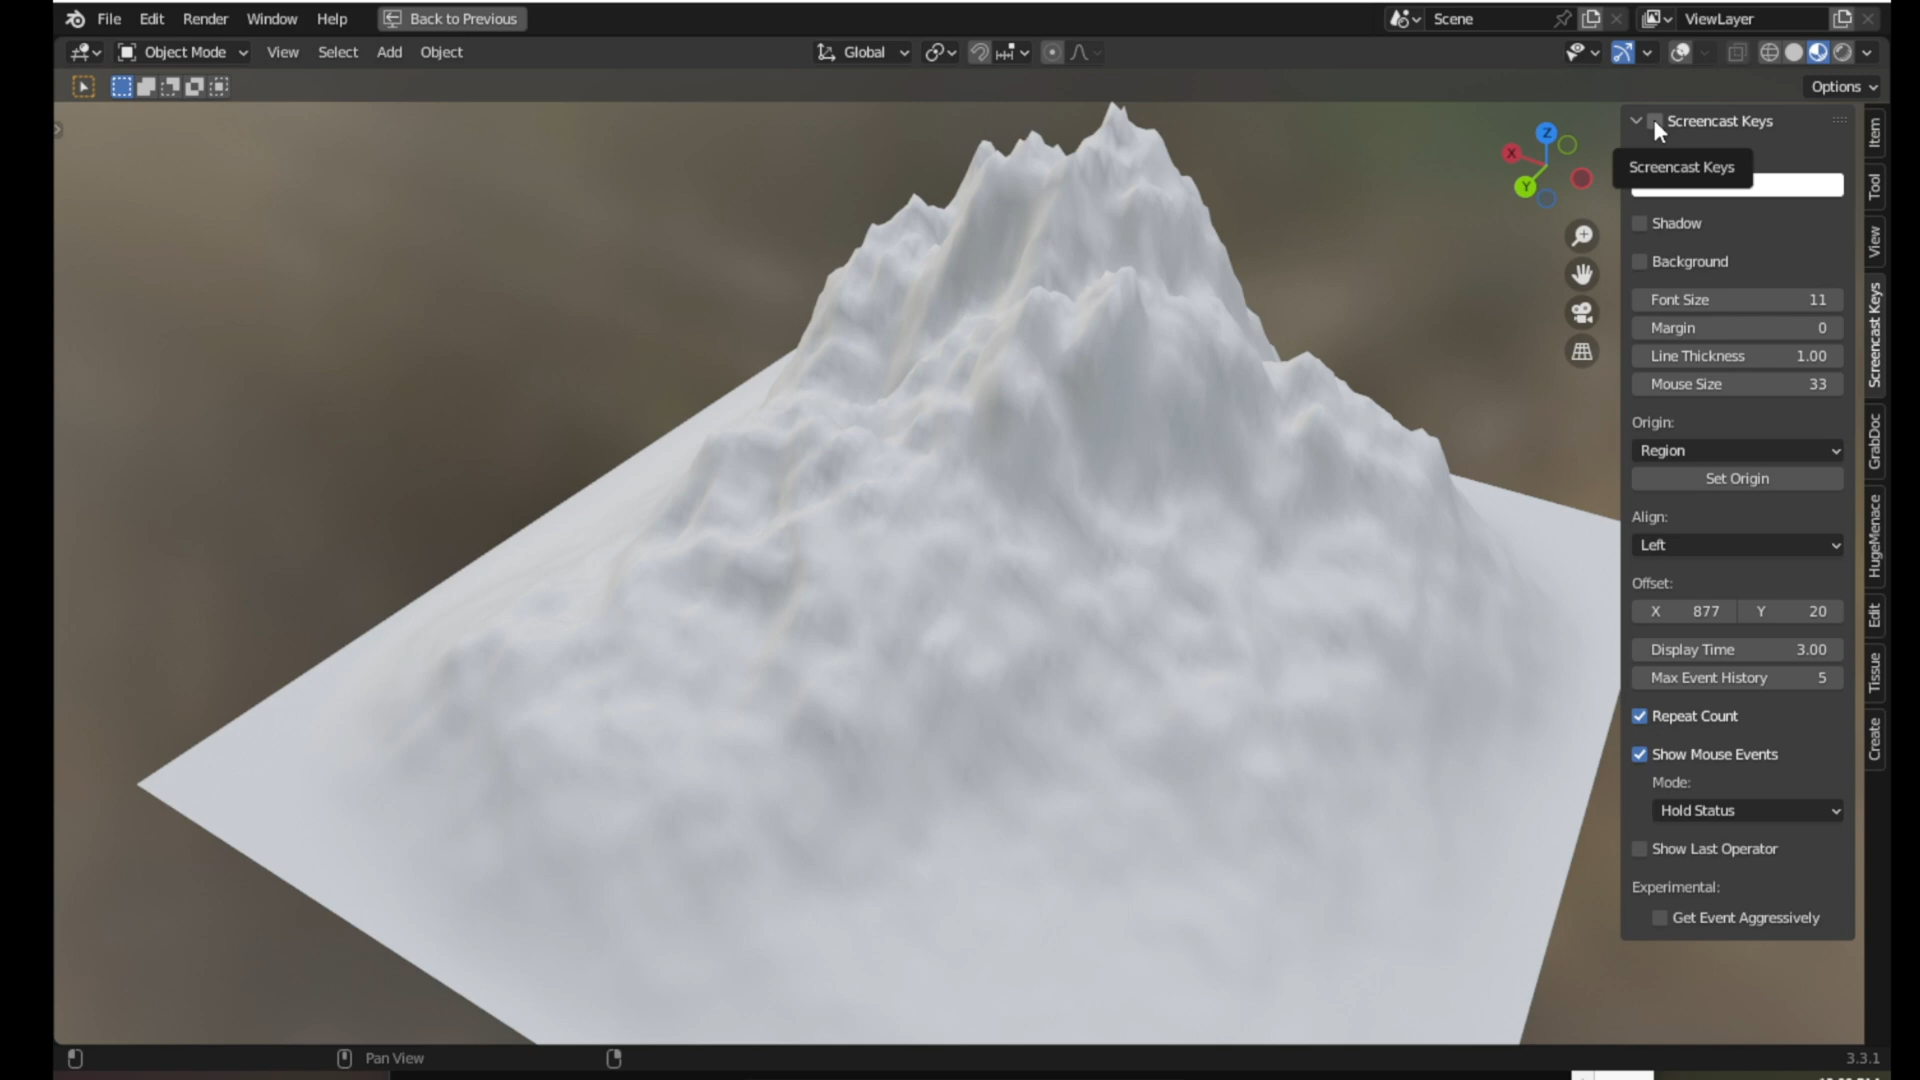 File Edit Render Window Help Back to Previous Scene ViewLayer
Object Mode View Select Add Object Global
Options
Screencast Keys
Screencast Keys
Shadow
Background
Font Size 11
Margin 0
Line Thickness 1.00
Mouse Size 33
Origin:
Region
Set Origin
Align:
Left
Offset:
X 877 Y 20
Display Time 3.00
Max Event History 5
Repeat Count
Show Mouse Events
Mode:
Hold Status
Show Last Operator
Experimental:
Get Event Aggressively
Item
Tool
View
Screencast Keys
GrabDoc
HugeMenace
Edit
Tissue
Create
Z
X
Y
Pan View 3.3.1